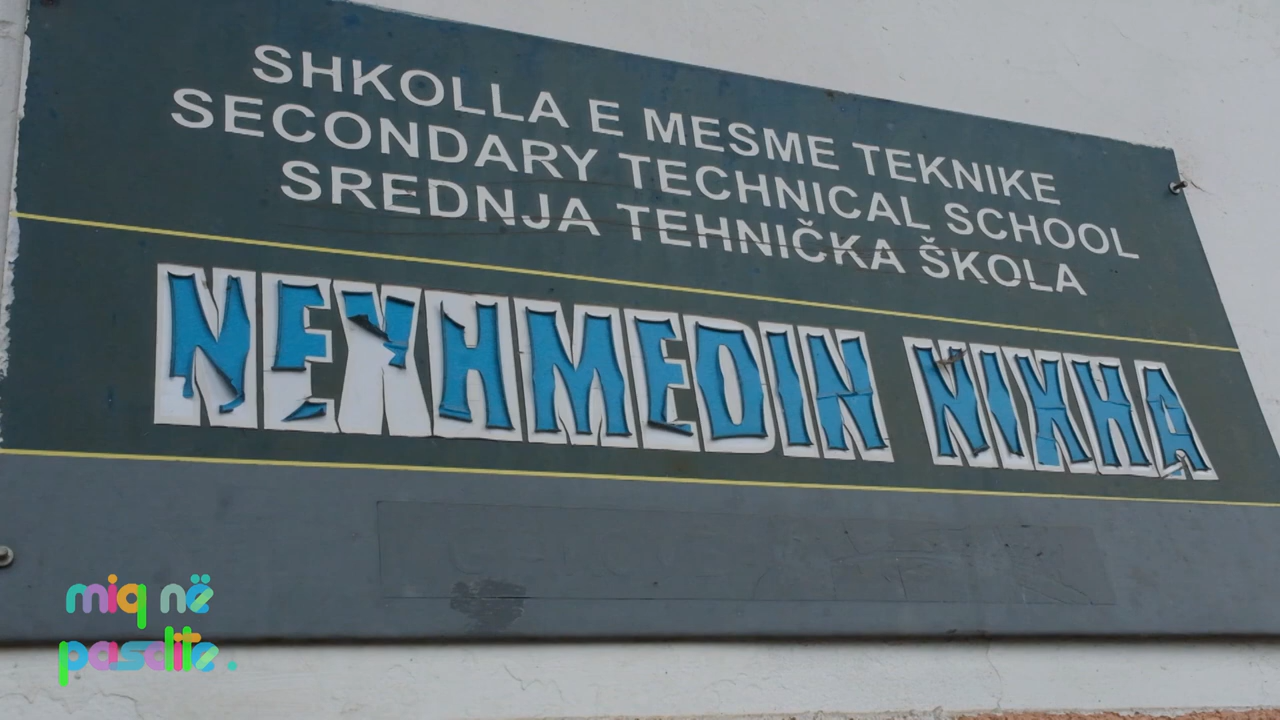 SHKOLLA E MESME TEKNIKE
SECONDARY TECHNICAL SCHOOL
SREDNJA TEHNIČKA ŠKOLA
NEXHMEDIN NIXHA
miq në
pasdite.